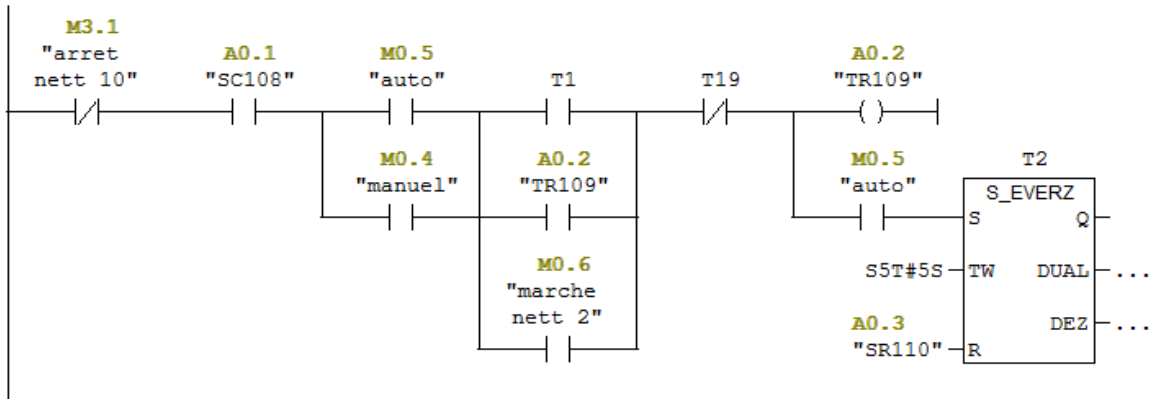 M3.1
"arret
nett 10"
A0.1
"SC108"
M0.5
"auto"
T1
T19
A0.2
"TR109"
M0.4
"manuel"
A0.2
"TR109"
M0.5
"auto"
T2
S_EVERZ
S
Q
M0.6
"marche
nett 2"
S5T#5S
TW
DUAL
...
A0.3
"SR110"
R
DEZ
...